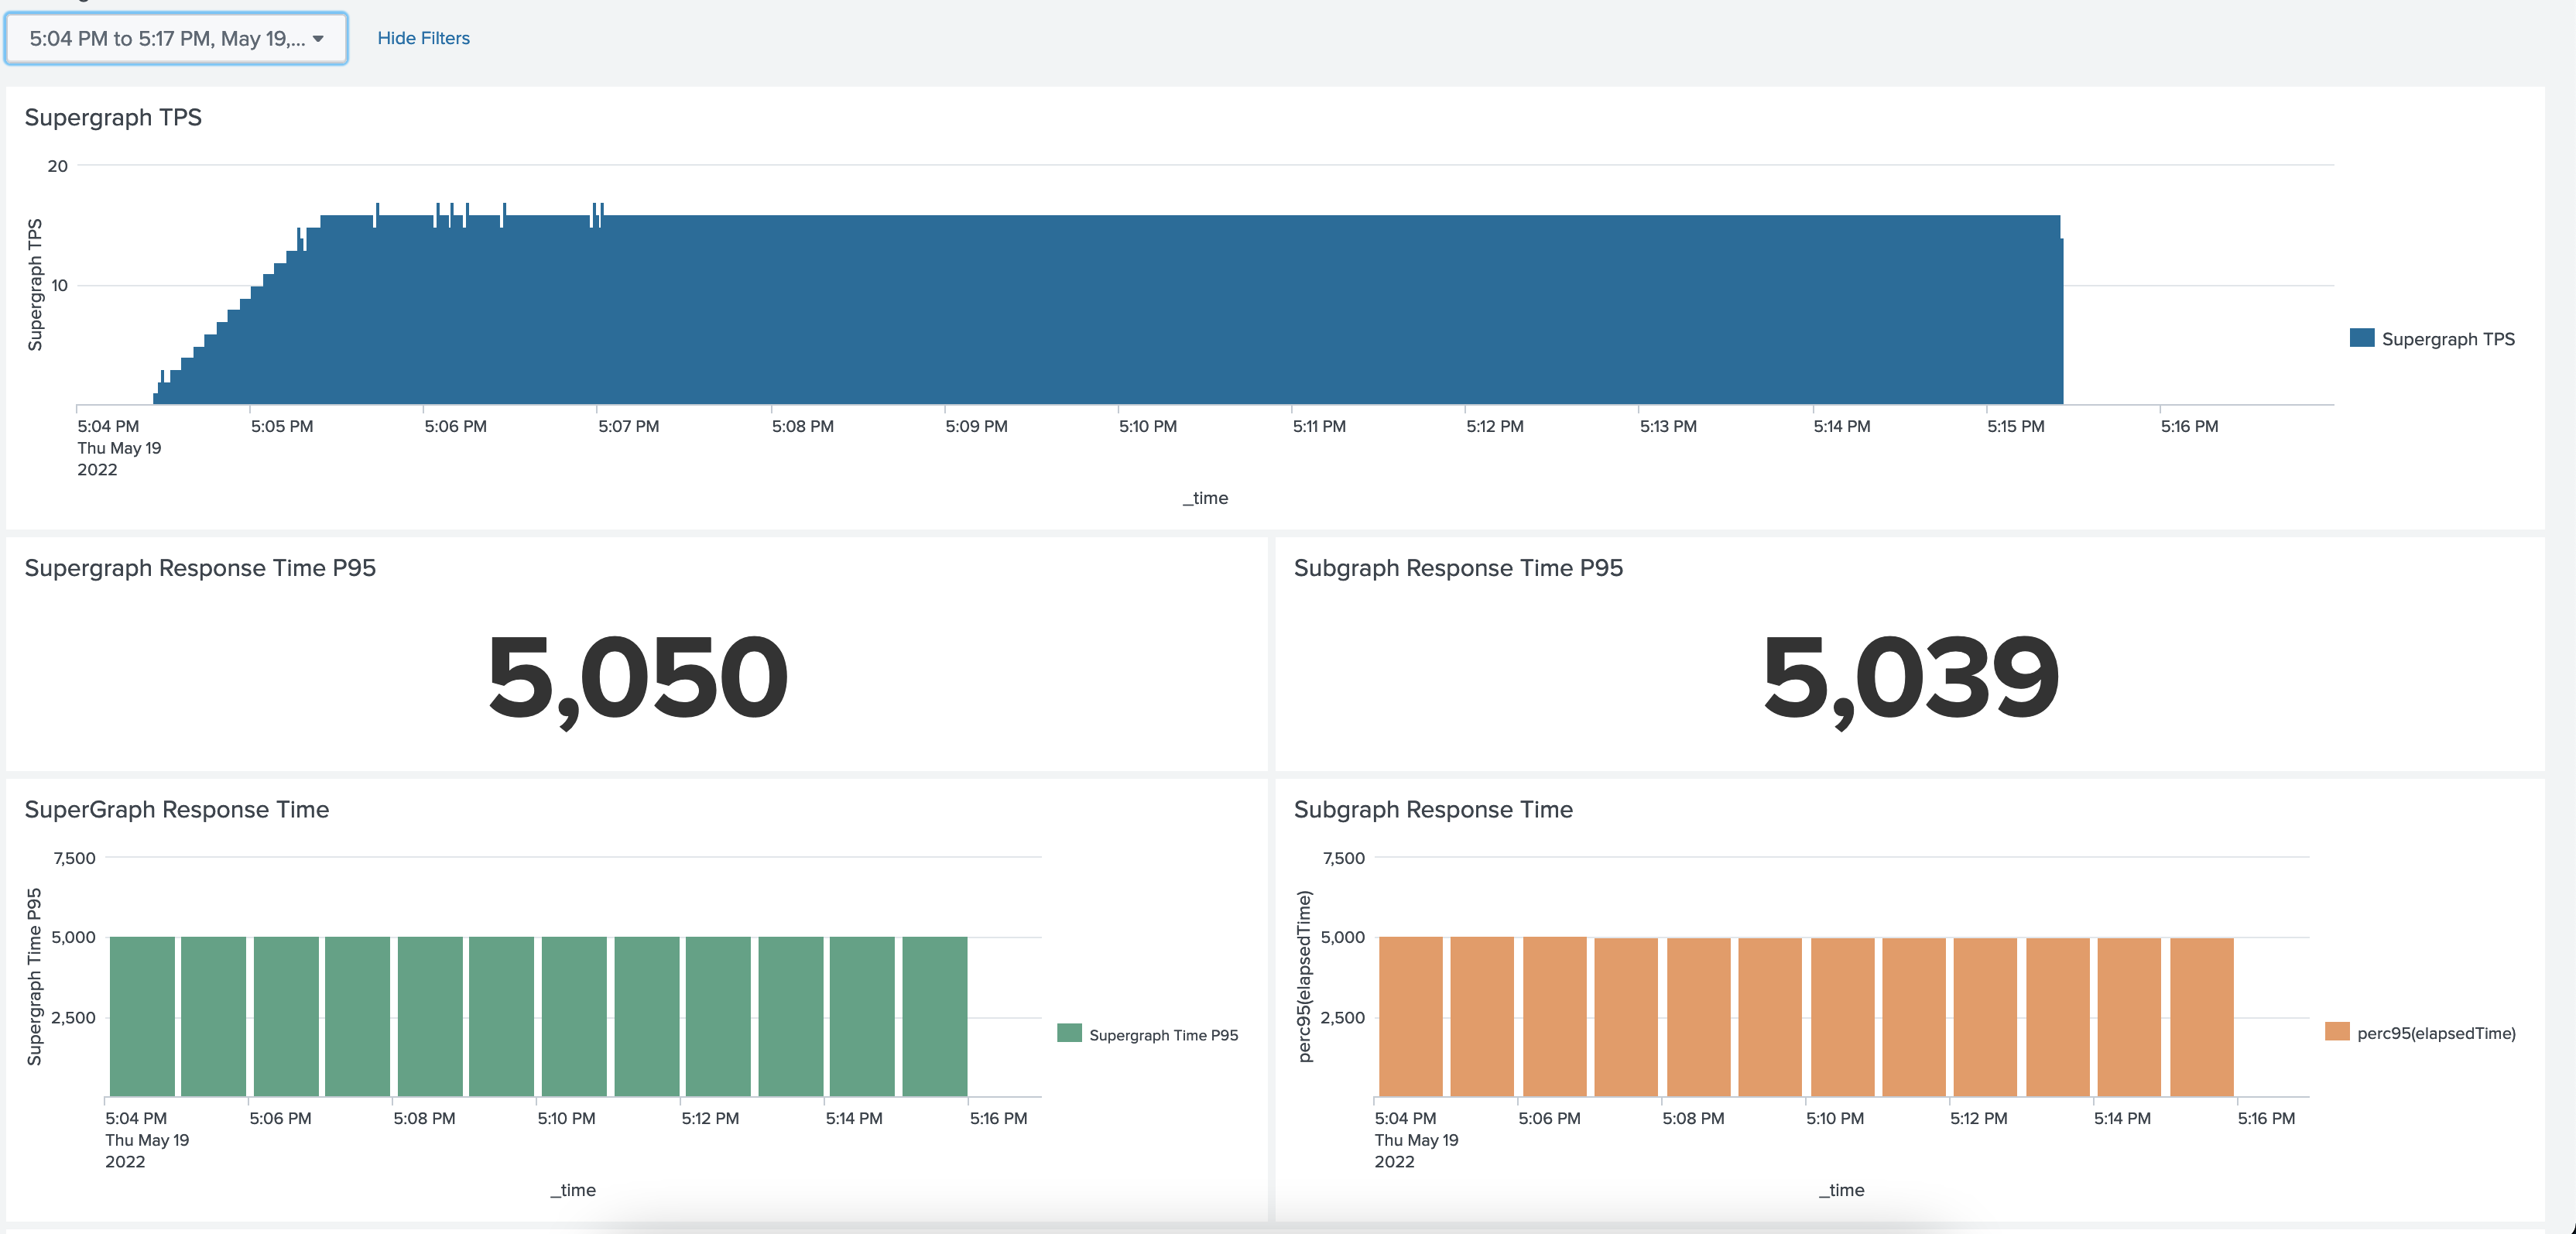 5:04 PM to 5:17 PM, May 19,...
Hide Filters
Supergraph TPS
20
10
Supergraph TPS
5:04 PM
Thu May 19
2022
5:05 PM
5:06 PM
5:07 PM
5:08 PM
5:09 PM
5:10 PM
5:11 PM
5:12 PM
5:13 PM
5:14 PM
5:15 PM
5:16 PM
_time
Supergraph TPS
Supergraph Response Time P95
5,050
Subgraph Response Time P95
5,039
SuperGraph Response Time
7,500
5,000
2,500
Supergraph Time P95
5:04 PM
Thu May 19
2022
5:06 PM
5:08 PM
5:10 PM
5:12 PM
5:14 PM
5:16 PM
_time
Supergraph Time P95
Subgraph Response Time
7,500
5,000
2,500
perc95(elapsedTime)
5:04 PM
Thu May 19
2022
5:06 PM
5:08 PM
5:10 PM
5:12 PM
5:14 PM
5:16 PM
_time
perc95(elapsedTime)